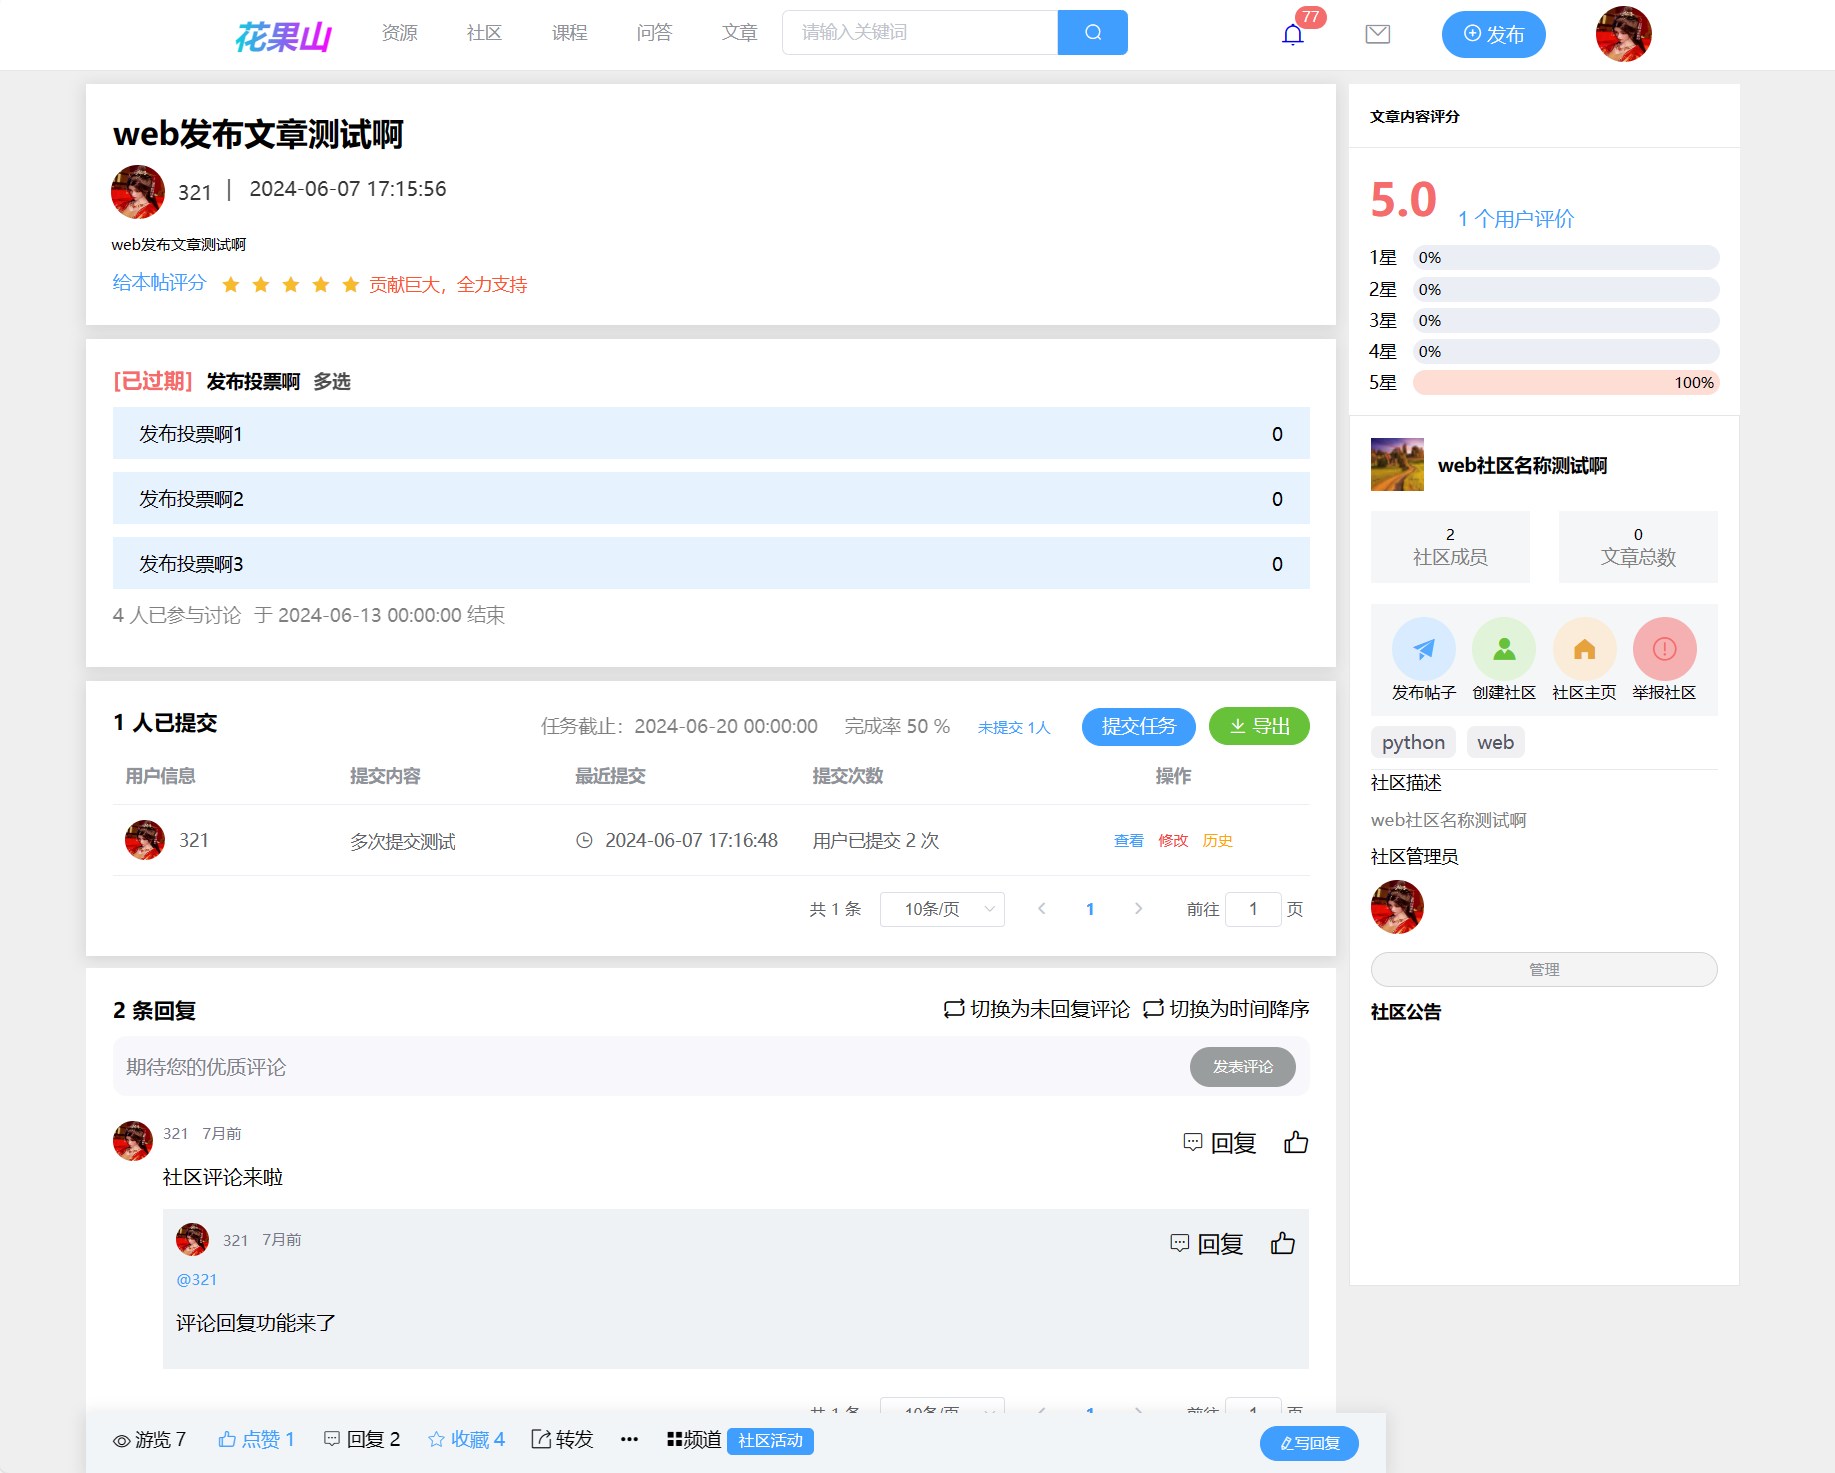 花果山 资源 社区 课程 问答 文章 请输入关键词 77 发布
web发布文章测试啊
321 | 2024-06-07 17:15:56
web发布文章测试啊
给本帖评分 贡献巨大，全力支持
[已过期] 发布投票啊 多选
发布投票啊1 0
发布投票啊2 0
发布投票啊3 0
4 人已参与讨论 于 2024-06-13 00:00:00 结束
1 人已提交 任务截止：2024-06-20 00:00:00 完成率 50 % 未提交 1人 提交任务 导出
用户信息 提交内容 最近提交 提交次数 操作
321 多次提交测试 2024-06-07 17:16:48 用户已提交 2 次 查看 修改 历史
共 1 条 10条/页 1 前往 1 页
2 条回复 切换为未回复评论 切换为时间降序
期待您的优质评论 发表评论
321 7月前 回复
社区评论来啦
321 7月前 回复
@321
评论回复功能来了
共 1 条 10条/页 1 前往 1 页
游览 7 点赞 1 回复 2 收藏 4 转发 ··· 频道 社区活动 写回复
文章内容评分
5.0 1 个用户评价
1星 0%
2星 0%
3星 0%
4星 0%
5星 100%
web社区名称测试啊
2 0
社区成员 文章总数
发布帖子 创建社区 社区主页 举报社区
python web
社区描述
web社区名称测试啊
社区管理员
管理
社区公告